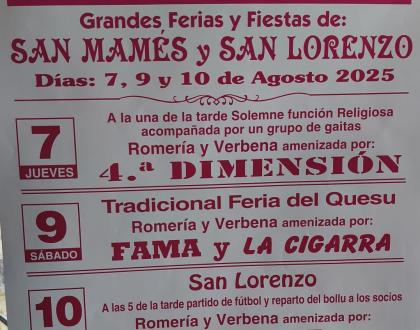 Grandes Ferias y Fiestas de:
SAN MAMÉS y SAN LORENZO
Días: 7, 9 y 10 de Agosto 2025
7
JUEVES
A la una de la tarde Solemne función Religiosa
acompañada por un grupo de gaitas
Romería y Verbena amenizada por:
4.ª DIMENSIÓN
9
SÁBADO
Tradicional Feria del Quesu
Romería y Verbena amenizada por:
FAMA y LA CIGARRA
10
San Lorenzo
A las 5 de la tarde partido de fútbol y reparto del bollu a los socios
Romería y Verbena amenizada por: